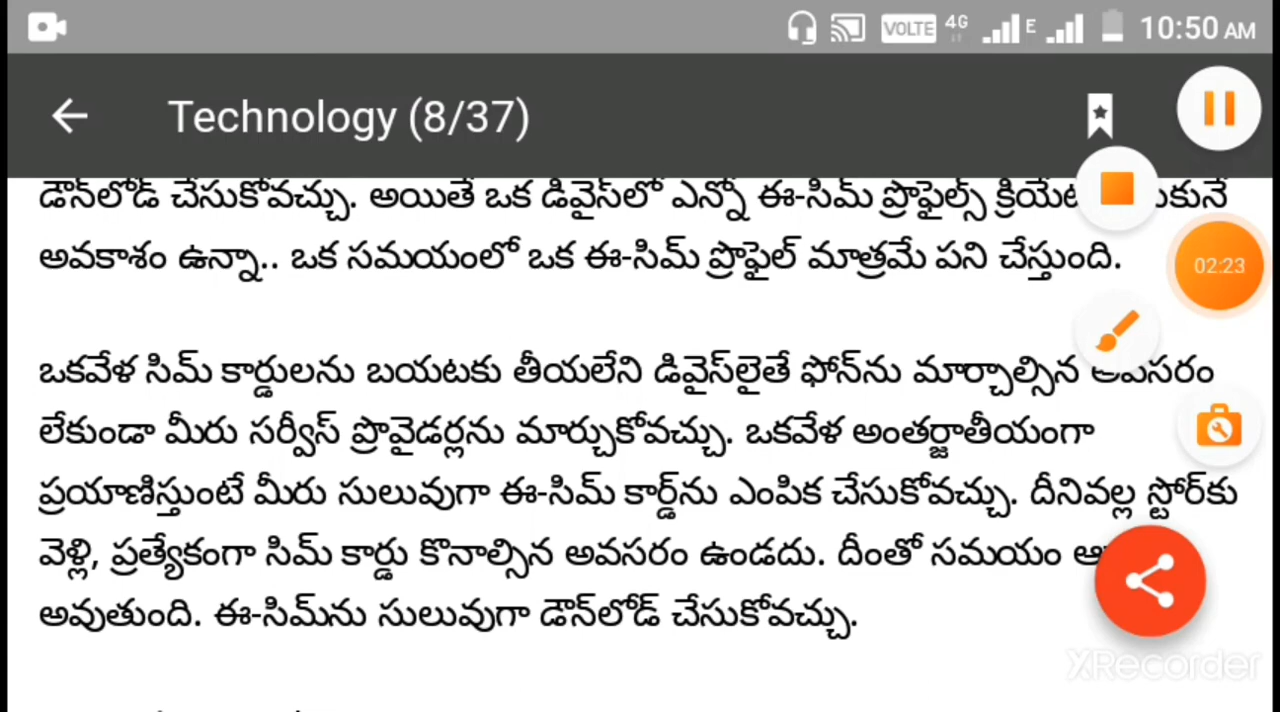 VOLTE 4G E 10:50 AM
Technology (8/37)
డౌన్‌లోడ్ చేసుకోవచ్చు. అయితే ఒక డివైస్‌లో ఎన్నో ఈ-సిమ్ ప్రొఫైల్స్
అవకాశం ఉన్నా.. ఒక సమయంలో ఒక ఈ-సిమ్ ప్రొఫైల్ మాత్రమే పని చేస్తుంది.
02:23
ఒకవేళ సిమ్ కార్డులను బయటకు తీయలేని డివైస్‌లైతే ఫోన్‌ను మార్చాల్సిన అవసరం
లేకుండా మీరు సర్వీస్ ప్రొవైడర్లను మార్చుకోవచ్చు. ఒకవేళ అంతర్జాతీయంగా
ప్రయాణిస్తుంటే మీరు సులువుగా ఈ-సిమ్ కార్డ్‌ను ఎంపిక చేసుకోవచ్చు. దీనివల్ల స్టోర్‌కు
వెళ్లి, ప్రత్యేకంగా సిమ్ కార్డు కొనాల్సిన అవసరం ఉండదు. దీంతో సమయం
అవుతుంది. ఈ-సిమ్‌ను సులువుగా డౌన్‌లోడ్ చేసుకోవచ్చు.
XRecorder